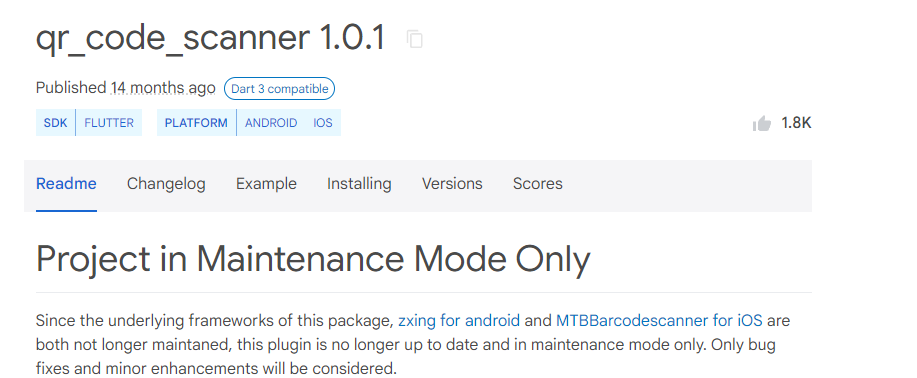 qr_code_scanner 1.0.1
Published 14 months ago Dart 3 compatible
SDK FLUTTER PLATFORM ANDROID IOS 1.8K
Readme Changelog Example Installing Versions Scores
Project in Maintenance Mode Only
Since the underlying frameworks of this package, zxing for android and MTBBarcodescanner for iOS are
both not longer maintaned, this plugin is no longer up to date and in maintenance mode only. Only bug
fixes and minor enhancements will be considered.